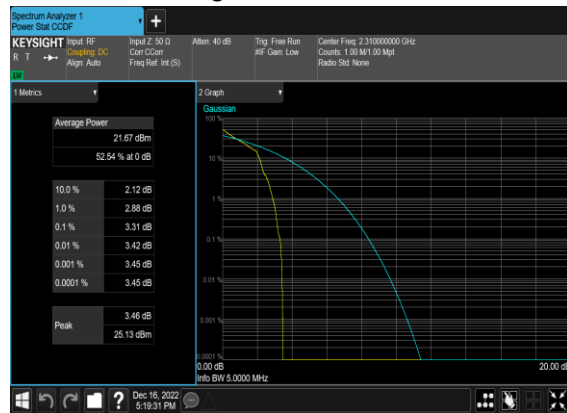 Spectrum Analyzer 1
Power Stat CCDF
KEYSIGHT
R T
LV
Input: RF
Coupling: DC
Align: Auto
Input Z: 50 Ω
Corr CCorr
Freq Ref: Int (S)
Atten: 40 dB
Trig: Free Run
#IF Gain: Low
Center Freq: 2.310000000 GHz
Counts: 1.00 M/1.00 Mpt
Radio Std: None
1 Metrics
Average Power
21.67 dBm
52.54 % at 0 dB
10.0 % 2.12 dB
1.0 % 2.88 dB
0.1 % 3.31 dB
0.01 % 3.42 dB
0.001 % 3.45 dB
0.0001 % 3.45 dB
Peak
3.46 dB
25.13 dBm
2 Graph
Gaussian
100 %
10 %
1 %
0.1 %
0.01 %
0.001 %
0.0001 %
0.00 dB
20.00 d
Info BW 5.0000 MHz
?
Dec 16, 2022
5:19:31 PM